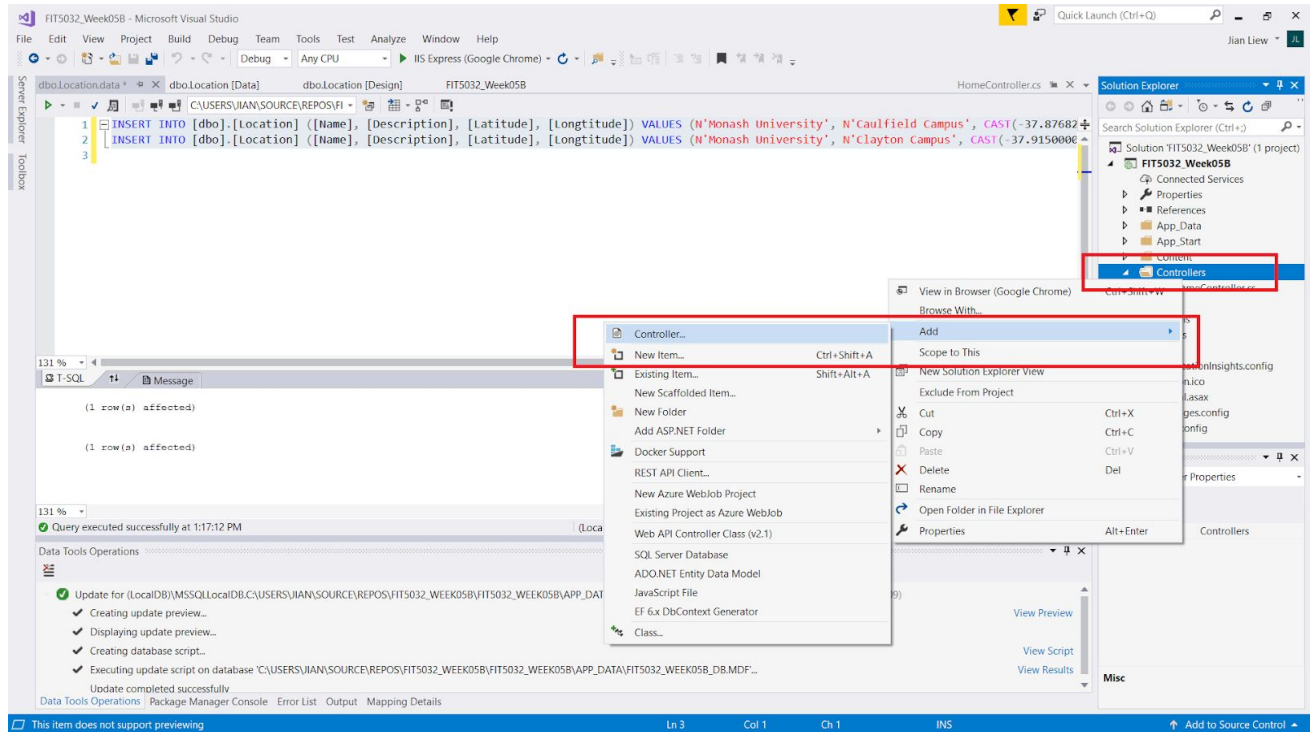 FIT5032_Week05B - Microsoft Visual Studio
Quick Launch (Ctrl+Q)
File Edit View Project Build Debug Team Tools Test Analyze Window Help
Jian Liew JL
Debug Any CPU IIS Express (Google Chrome)
dbo.Location.data* dbo.Location [Data] dbo.Location [Design] FIT5032_Week05B HomeController.cs
Server Explorer
Toolbox
C:\USERS\JIAN\SOURCE\REPOS\FI
1 INSERT INTO [dbo].[Location] ([Name], [Description], [Latitude], [Longtitude]) VALUES (N'Monash University', N'Caulfield Campus', CAST(-37.87682
2 INSERT INTO [dbo].[Location] ([Name], [Description], [Latitude], [Longtitude]) VALUES (N'Monash University', N'Clayton Campus', CAST(-37.9150000
3
131 %
T-SQL Message
(1 row(s) affected)
(1 row(s) affected)
131 %
Query executed successfully at 1:17:12 PM (Loca
Data Tools Operations
Update for (LocalDB)\MSSQLLocalDB.C:\USERS\JIAN\SOURCE\REPOS\FIT5032_WEEK05B\FIT5032_WEEK05B\APP_DAT
Creating update preview... View Preview
Displaying update preview...
Creating database script... View Script
Executing update script on database 'C:\USERS\JIAN\SOURCE\REPOS\FIT5032_WEEK05B\FIT5032_WEEK05B\APP_DATA\FIT5032_WEEK05B_DB.MDF'... View Results
Update completed successfully
Data Tools Operations Package Manager Console Error List Output Mapping Details
This item does not support previewing Ln 3 Col 1 Ch 1 INS Add to Source Control
Controller...
New Item... Ctrl+Shift+A
Existing Item... Shift+Alt+A
New Scaffolded Item...
New Folder
Add ASP.NET Folder
Docker Support
REST API Client...
New Azure WebJob Project
Existing Project as Azure WebJob
Web API Controller Class (v2.1)
SQL Server Database
ADO.NET Entity Data Model
JavaScript File
EF 6.x DbContext Generator
Class...
View in Browser (Google Chrome) Ctrl+Shift+W
Browse With...
Add
Scope to This
New Solution Explorer View
Exclude From Project
Cut Ctrl+X
Copy Ctrl+C
Paste Ctrl+V
Delete Del
Rename
Open Folder in File Explorer
Properties Alt+Enter
Solution Explorer
Search Solution Explorer (Ctrl+;)
Solution 'FIT5032_Week05B' (1 project)
FIT5032_Week05B
Connected Services
Properties
References
App_Data
App_Start
Content
Controllers
Properties
Controllers
Misc